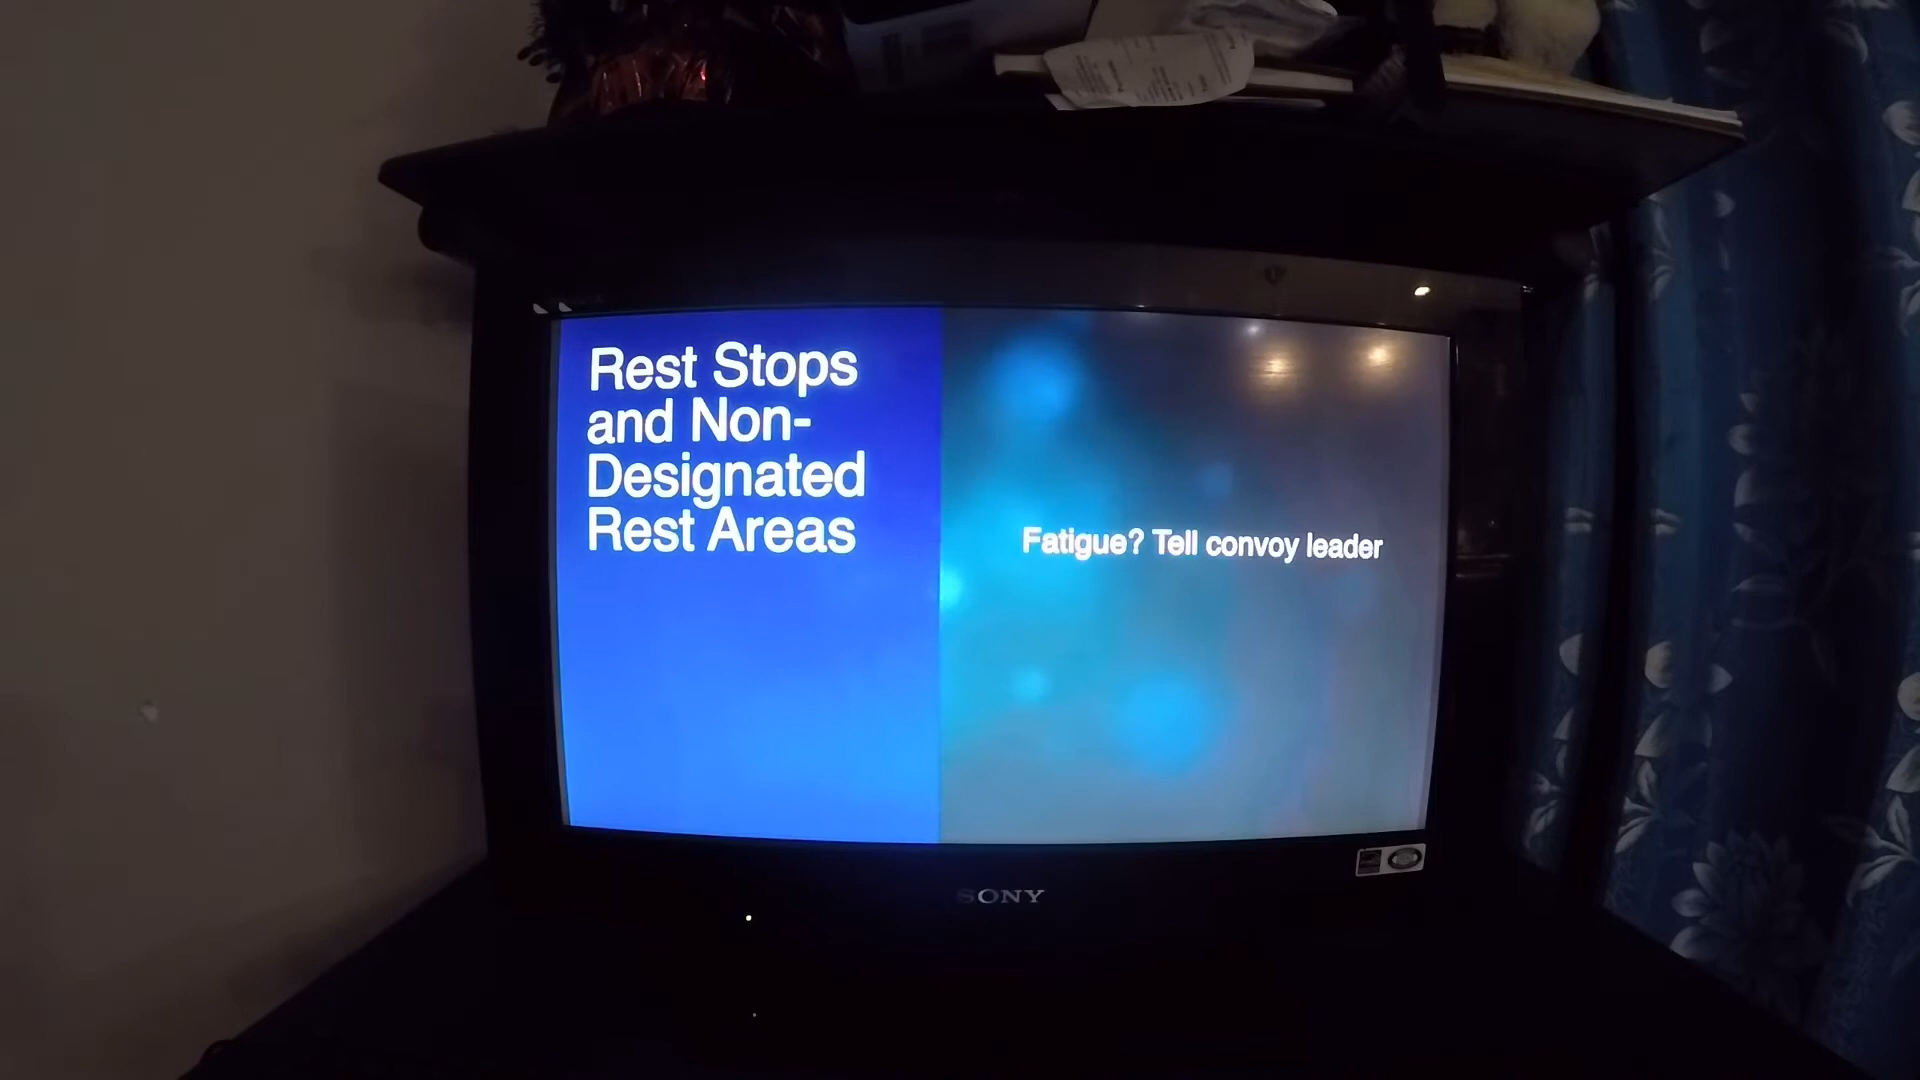 Rest Stops
and Non-
Designated
Rest Areas
Fatigue? Tell convoy leader
SONY